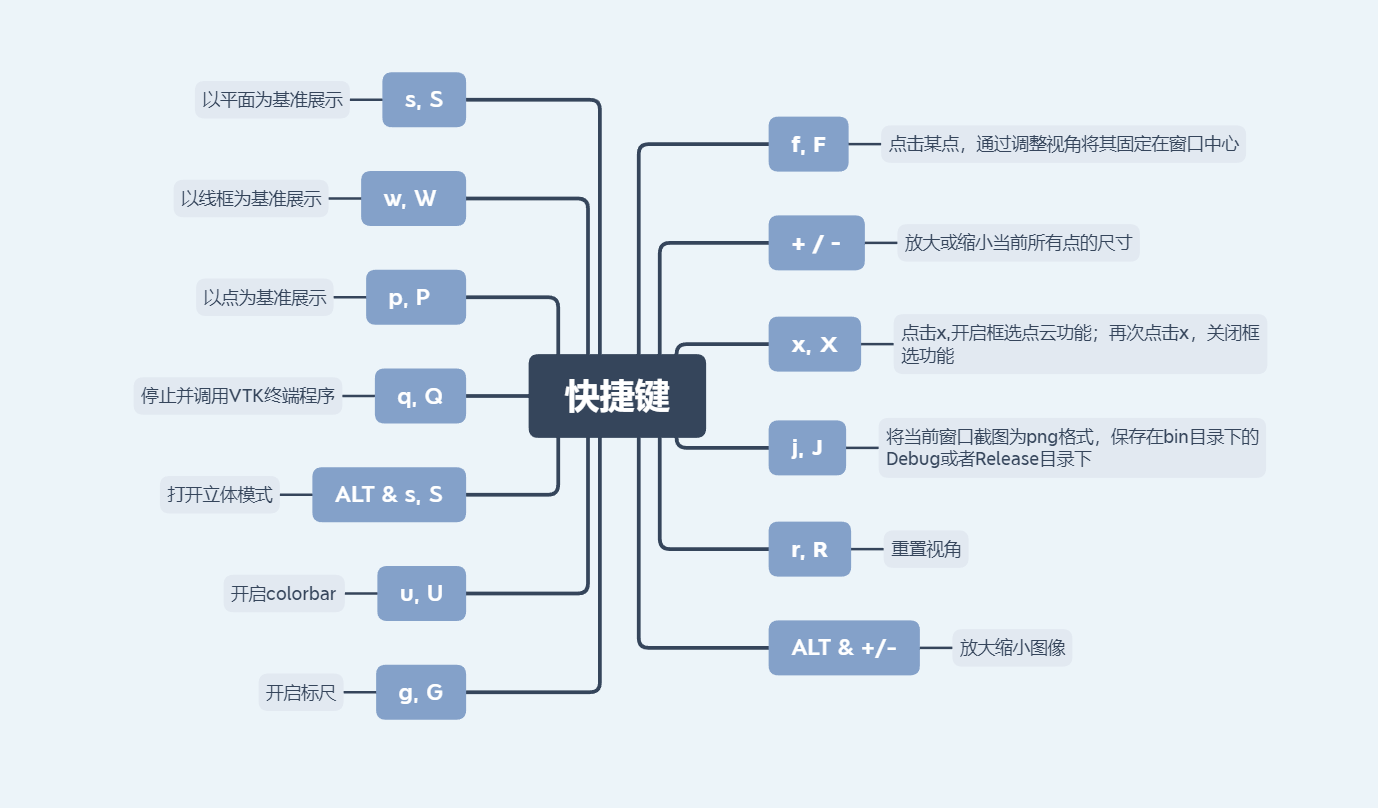 快捷键
s, S
以平面为基准展示
w, W
以线框为基准展示
p, P
以点为基准展示
q, Q
停止并调用VTK终端程序
ALT & s, S
打开立体模式
u, U
开启colorbar
g, G
开启标尺
f, F
点击某点，通过调整视角将其固定在窗口中心
+ / -
放大或缩小当前所有点的尺寸
x, X
点击x,开启框选点云功能；再次点击x，关闭框
选功能
j, J
将当前窗口截图为png格式，保存在bin目录下的
Debug或者Release目录下
r, R
重置视角
ALT & +/-
放大缩小图像